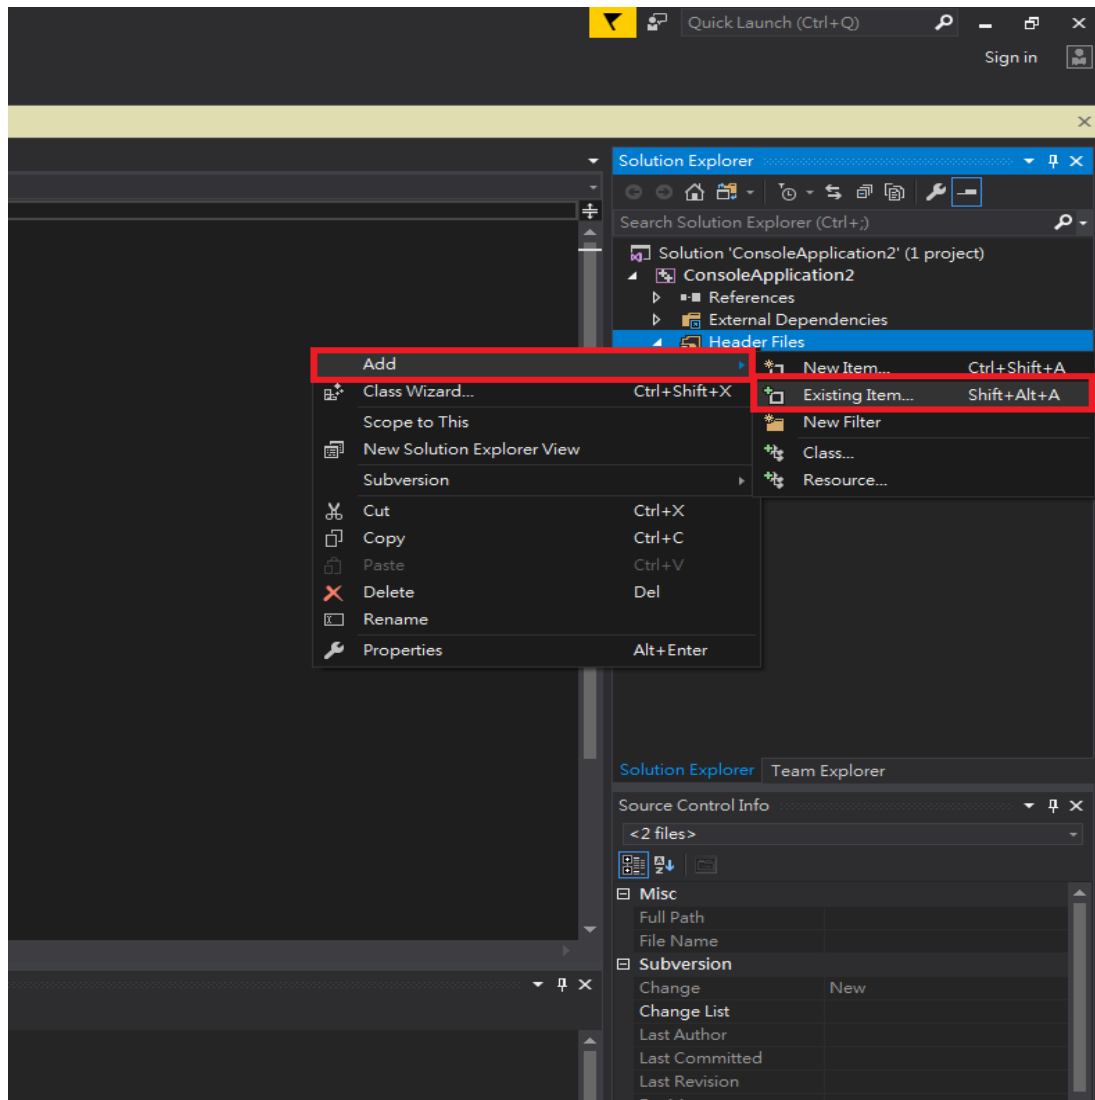 Quick Launch (Ctrl+Q)
Sign in
Solution Explorer
Search Solution Explorer (Ctrl+;)
Solution 'ConsoleApplication2' (1 project)
ConsoleApplication2
References
External Dependencies
Header Files
Add
Class Wizard... Ctrl+Shift+X
Scope to This
New Solution Explorer View
Subversion
Cut Ctrl+X
Copy Ctrl+C
Paste Ctrl+V
Delete Del
Rename
Properties Alt+Enter
New Item... Ctrl+Shift+A
Existing Item... Shift+Alt+A
New Filter
Class...
Resource...
Solution Explorer Team Explorer
Source Control Info
<2 files>
Misc
Full Path
File Name
Subversion
Change New
Change List
Last Author
Last Committed
Last Revision